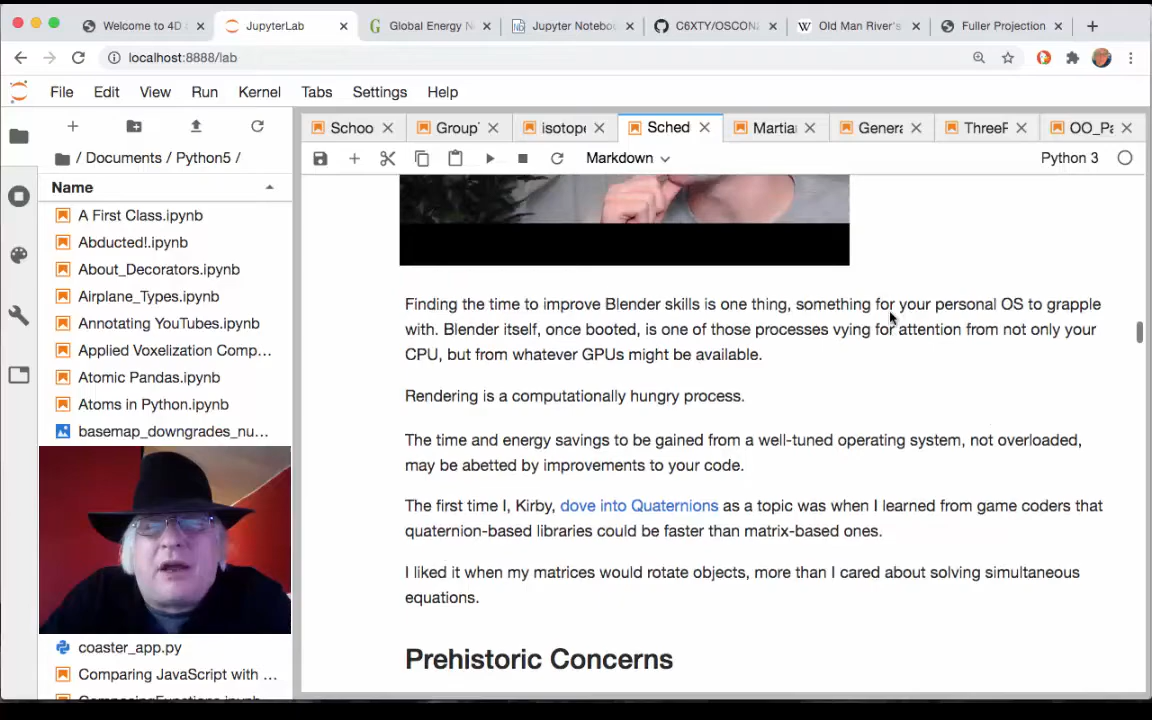 Welcome to 4D
JupyterLab
Global Energy N
Jupyter Notebo
C6XTY/OSCON
Old Man River's
Fuller Projection
localhost:8888/lab
File Edit View Run Kernel Tabs Settings Help
Schoo
Group'
isotope
Sched
Martia
Genera
ThreeF
OO_Pa
/ Documents / Python5 /
Markdown
Python 3
Name
A First Class.ipynb
Abducted!.ipynb
About_Decorators.ipynb
Airplane_Types.ipynb
Annotating YouTubes.ipynb
Applied Voxelization Comp...
Atomic Pandas.ipynb
Atoms in Python.ipynb
basemap_downgrades_nu...
coaster_app.py
Comparing JavaScript with ...
ComposingFunctions.ipynb
Finding the time to improve Blender skills is one thing, something for your personal OS to grapple
with. Blender itself, once booted, is one of those processes vying for attention from not only your
CPU, but from whatever GPUs might be available.
Rendering is a computationally hungry process.
The time and energy savings to be gained from a well-tuned operating system, not overloaded,
may be abetted by improvements to your code.
The first time I, Kirby, dove into Quaternions as a topic was when I learned from game coders that
quaternion-based libraries could be faster than matrix-based ones.
I liked it when my matrices would rotate objects, more than I cared about solving simultaneous
equations.
Prehistoric Concerns